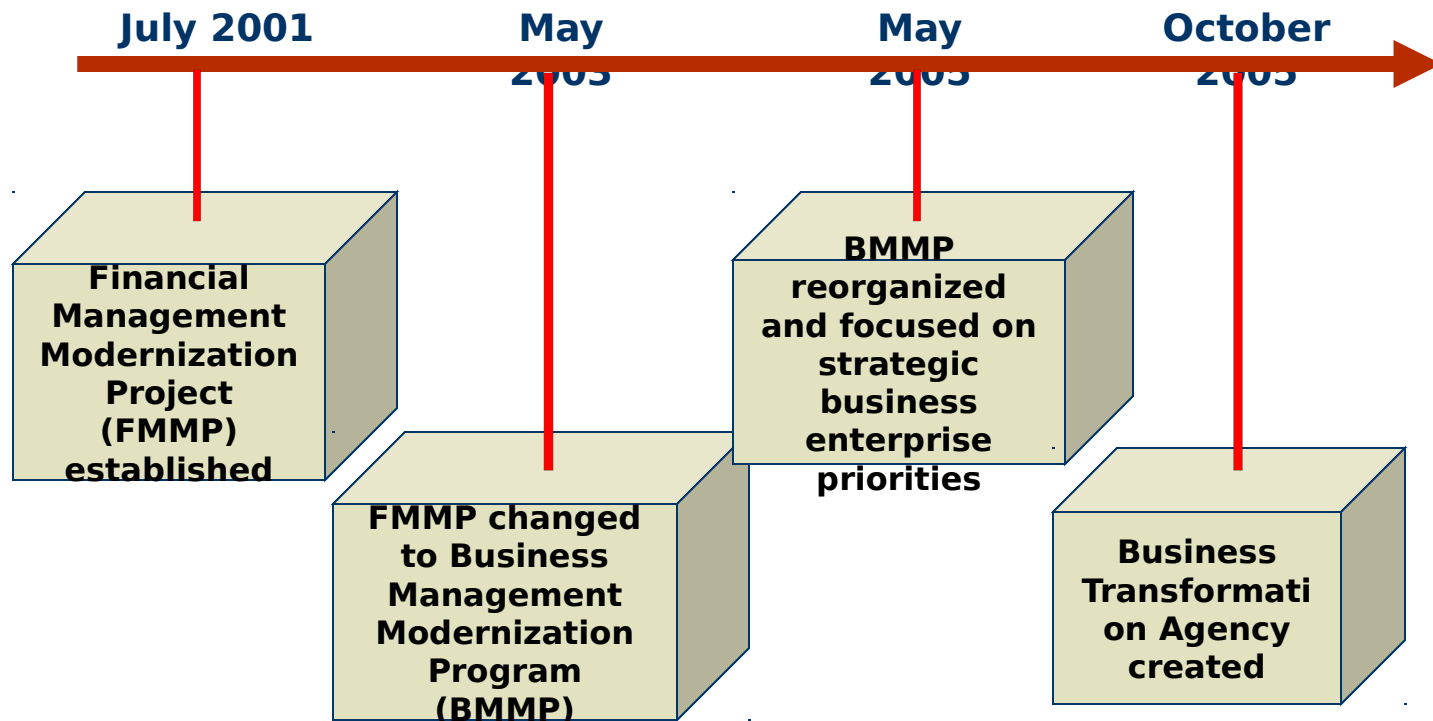 July 2001
May
2003
May
2005
October
2005
Financial
Management
Modernization
Project
(FMMP)
established
FMMP changed
to Business
Management
Modernization
Program
(BMMP)
BMMP
reorganized
and focused on
strategic
business
enterprise
priorities
Business
Transformati
on Agency
created